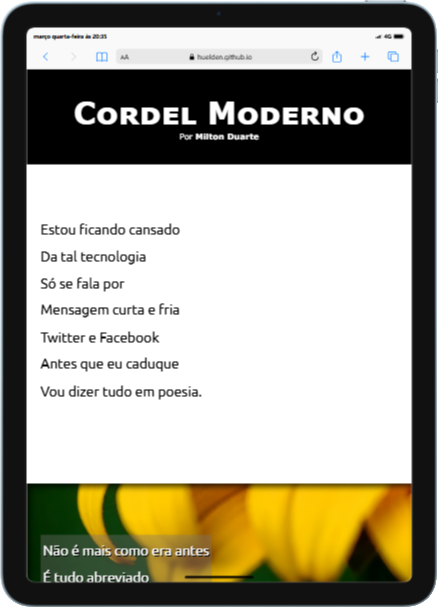 março quarta-feira às 20:35
4G
AA
huelden.github.io
CORDEL MODERNO
Por Milton Duarte
Estou ficando cansado
Da tal tecnologia
Só se fala por
Mensagem curta e fria
Twitter e Facebook
Antes que eu caduque
Vou dizer tudo em poesia.
Não é mais como era antes
É tudo abreviado